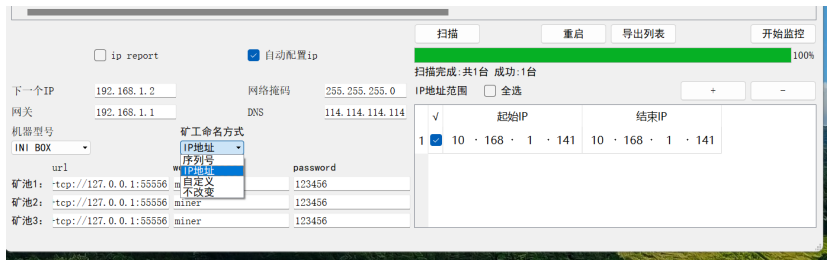 扫描 重启 导出列表 开始监控
ip report 自动配置ip
100%
扫描完成:共1台 成功:1台
下一个IP 192.168.1.2 网络掩码 255.255.255.0
IP地址范围 全选 + -
网关 192.168.1.1 DNS 114.114.114.114
√ 起始IP 结束IP
机器型号 矿工命名方式
1 10 · 168 · 1 · 141 10 · 168 · 1 · 141
INI BOX IP地址
序列号
IP地址
自定义
不改变
url password
矿池1: -tcp://127.0.0.1:55556 123456
矿池2: -tcp://127.0.0.1:55556 miner 123456
矿池3: -tcp://127.0.0.1:55556 miner 123456